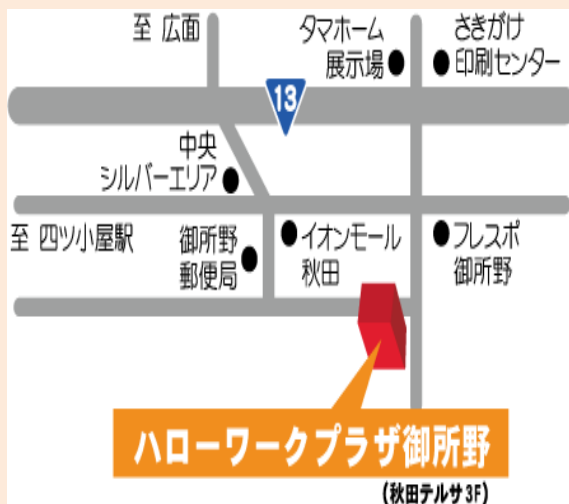 至 広面
タマホーム
展示場
さきがけ
印刷センター
13
中央
シルバーエリア
至 四ツ小屋駅
御所野
郵便局
イオンモール
秋田
フレスポ
御所野
ハローワークプラザ御所野
(秋田テルサ3F)